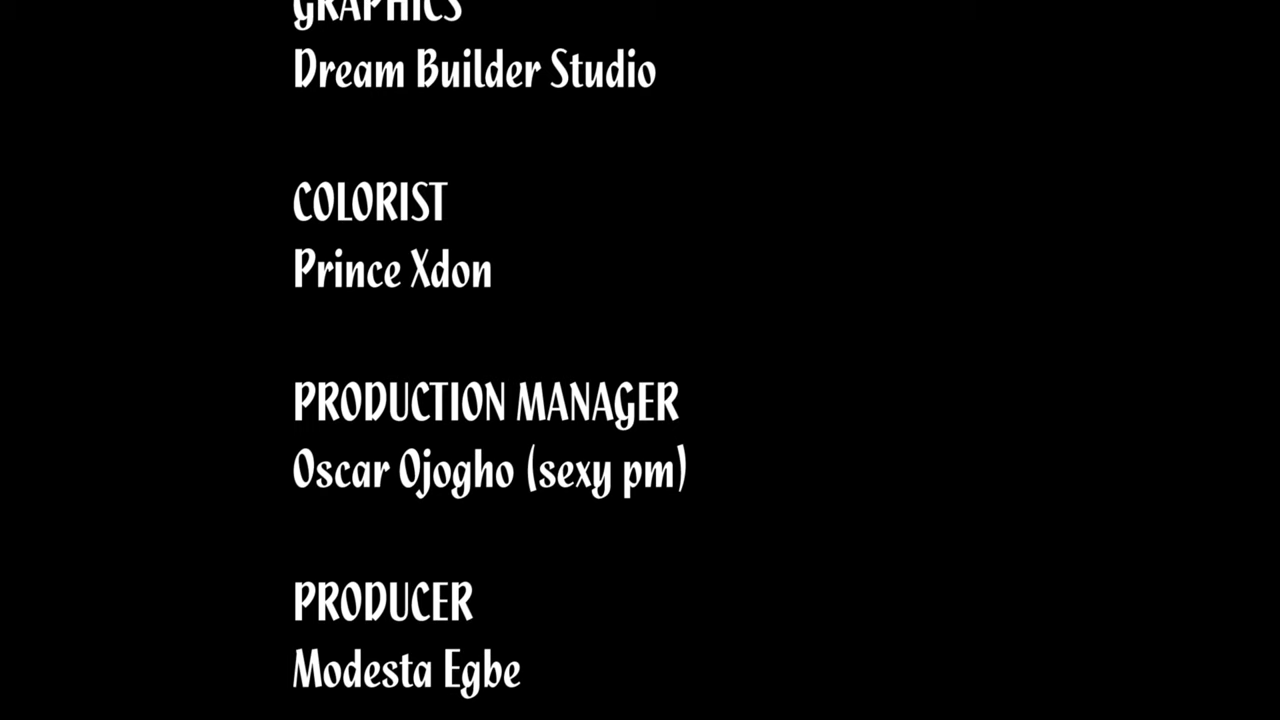 GRAPHICS
Dream Builder Studio
COLORIST
Prince Xdon
PRODUCTION MANAGER
Oscar Ojogho (sexy pm)
PRODUCER
Modesta Egbe